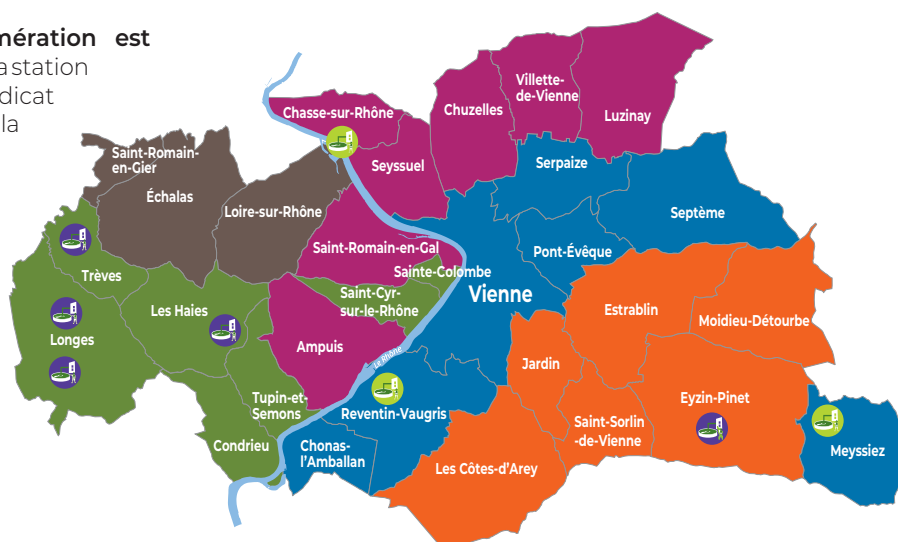 mération est
a station
dicat
la
Chasse-sur-Rhône
Chuzelles
Villette-
de-Vienne
Luzinay
Seyssuel
Serpaize
Saint-Romain-
en-Gier
Échalas
Loire-sur-Rhône
Septème
Saint-Romain-en-Gal
Pont-Évêque
Sainte-Colombe
Trèves
Vienne
Saint-Cyr-
sur-le-Rhône
Les Haies
Estrablin
Moidieu-Détourbe
Longes
Ampuis
Le Rhône
Jardin
Tupin-et-
Semons
Reventin-Vaugris
Eyzin-Pinet
Saint-Sorlin
-de-Vienne
Condrieu
Chonas-
l'Amballan
Les Côtes-d'Arey
Meyssiez